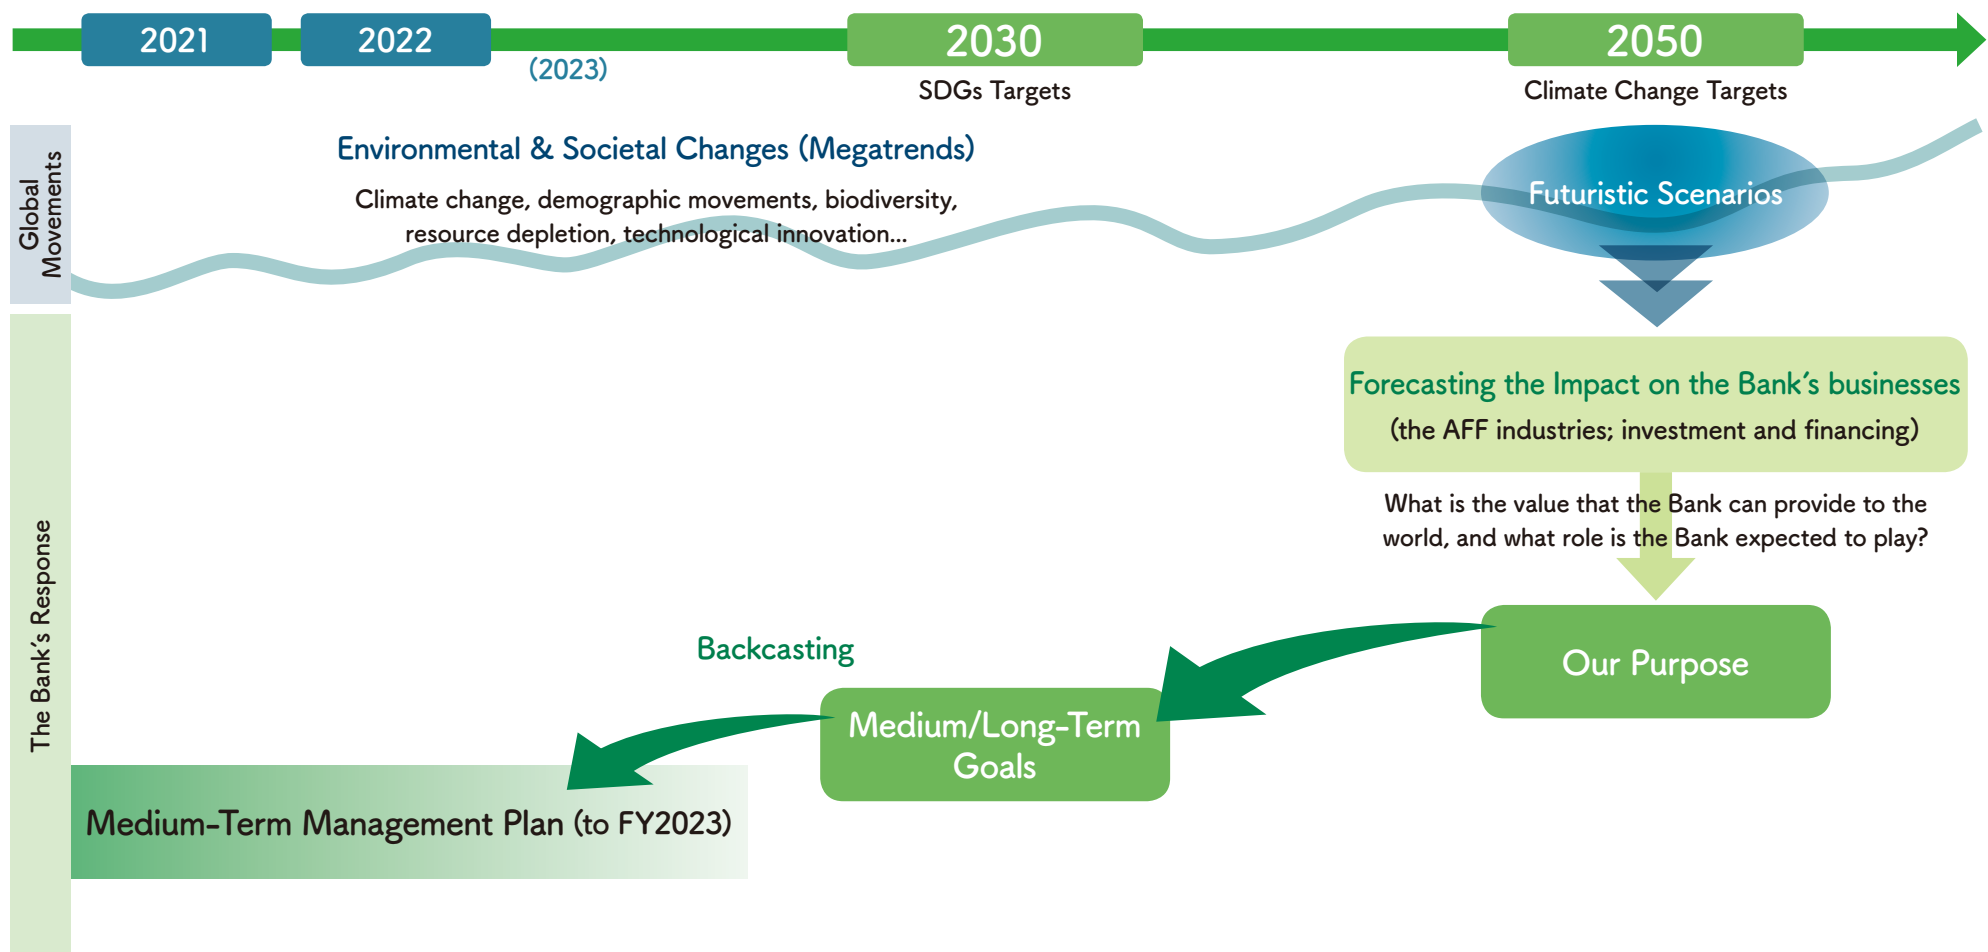 2021
2022
(2023)
2030
SDGs Targets
2050
Climate Change Targets
Global
Movements
Environmental & Societal Changes (Megatrends)
Climate change, demographic movements, biodiversity,
resource depletion, technological innovation...
Futuristic Scenarios
The Bank's Response
Forecasting the Impact on the Bank's businesses
(the AFF industries; investment and financing)
What is the value that the Bank can provide to the
world, and what role is the Bank expected to play?
Our Purpose
Backcasting
Medium/Long-Term
Goals
Medium-Term Management Plan (to FY2023)